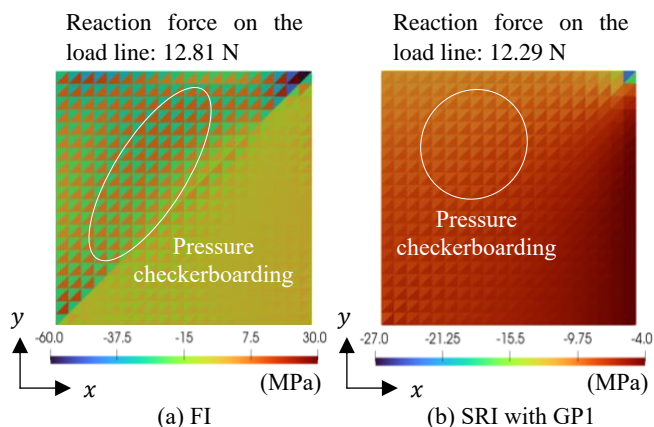 Reaction force on the
load line: 12.81 N
Pressure
checkerboarding
y
x
-60.0 -37.5 -15 7.5 30.0
(MPa)
(a) FI
Reaction force on the
load line: 12.29 N
Pressure
checkerboarding
y
x
-27.0 -21.25 -15.5 -9.75 -4.0
(MPa)
(b) SRI with GP1